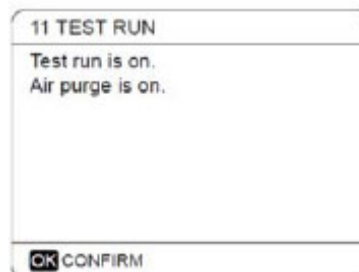 11 TEST RUN
Test run is on.
Air purge is on.
OK CONFIRM